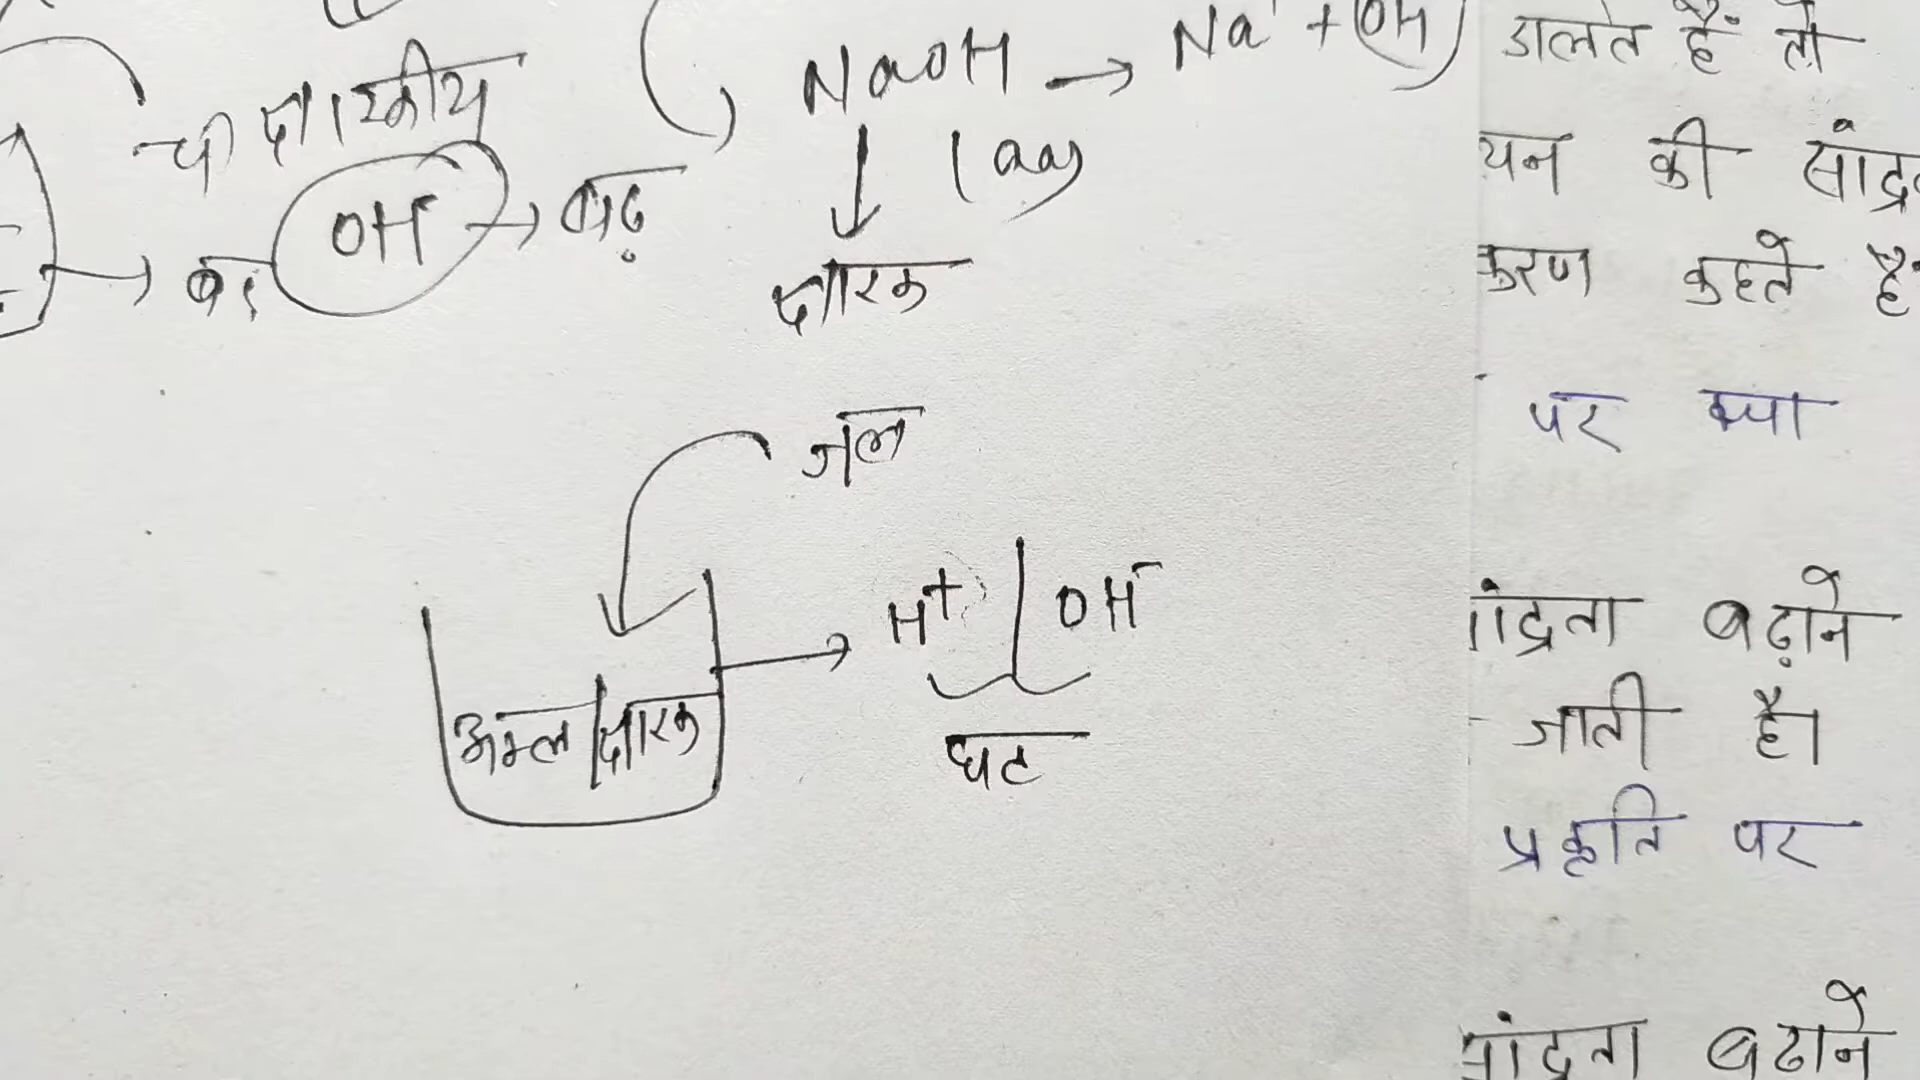 NaOH → Na⁺ + OH
(aq)
क्षारकीय
OH → बढ़
क्षारक
जल
अम्ल/क्षारक → H⁺ / OH⁻
घट
डालते हैं तो
यन की सांद्र
करण कहते है
पर क्या
सांद्रता बढ़ाने
जाती है।
प्रकृति पर
सांद्रता बढाने